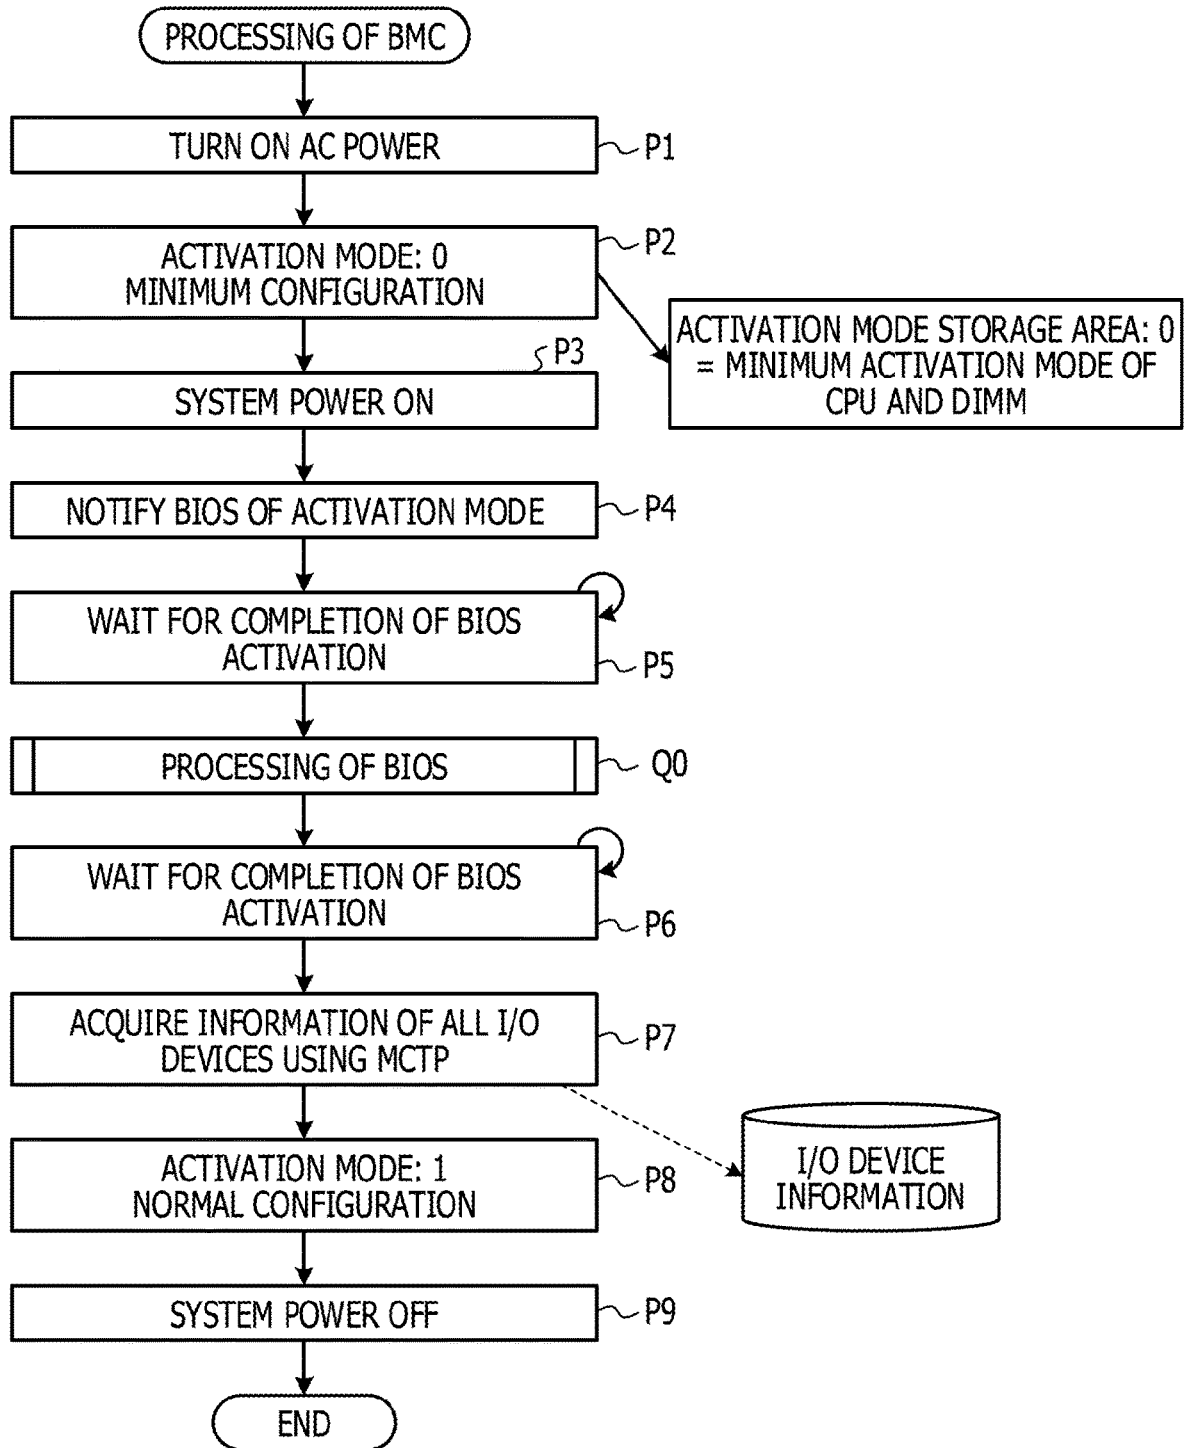 PROCESSING OF BMC
TURN ON AC POWER
P1
ACTIVATION MODE: 0
MINIMUM CONFIGURATION
P2
ACTIVATION MODE STORAGE AREA: 0
= MINIMUM ACTIVATION MODE OF
CPU AND DIMM
P3
SYSTEM POWER ON
NOTIFY BIOS OF ACTIVATION MODE
P4
WAIT FOR COMPLETION OF BIOS
ACTIVATION
P5
PROCESSING OF BIOS
Q0
WAIT FOR COMPLETION OF BIOS
ACTIVATION
P6
ACQUIRE INFORMATION OF ALL I/O
DEVICES USING MCTP
P7
ACTIVATION MODE: 1
NORMAL CONFIGURATION
P8
I/O DEVICE
INFORMATION
SYSTEM POWER OFF
P9
END